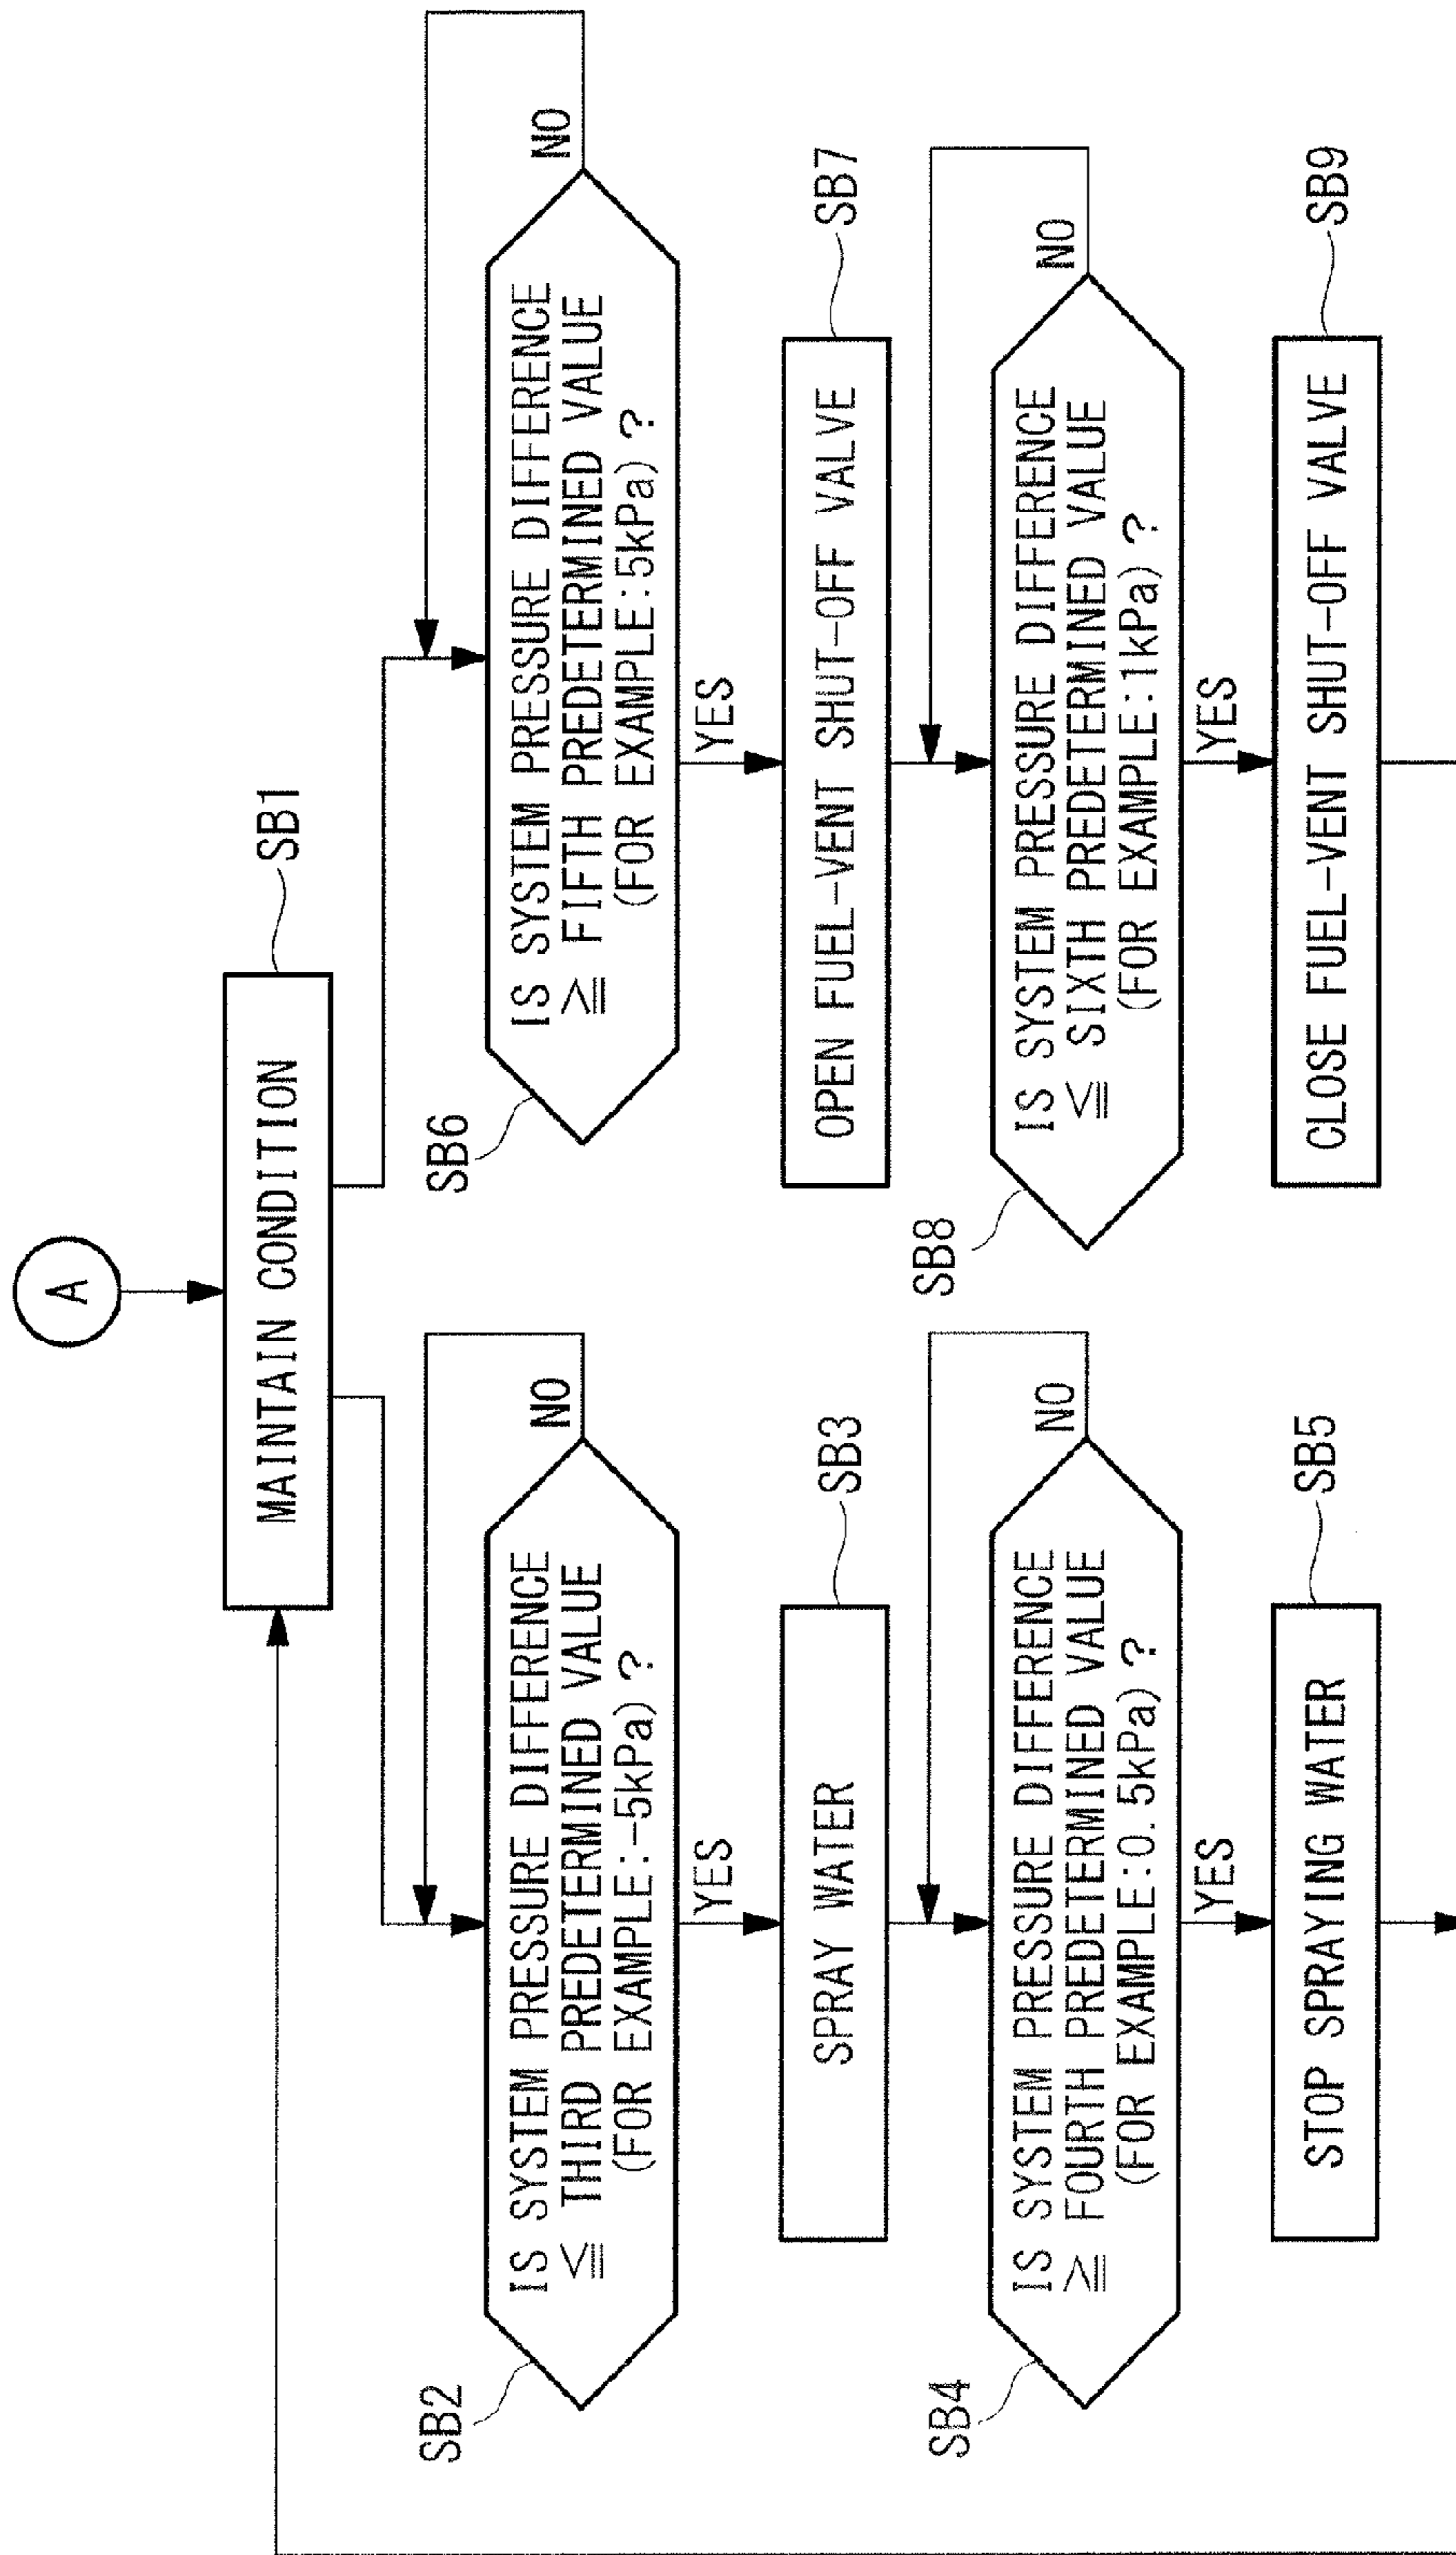 A
MAINTAIN CONDITION
SB1
SB2
IS SYSTEM PRESSURE DIFFERENCE
≦ THIRD PREDETERMINED VALUE
(FOR EXAMPLE:-5kPa) ?
NO
YES
SPRAY WATER
SB3
SB4
IS SYSTEM PRESSURE DIFFERENCE
≧ FOURTH PREDETERMINED VALUE
(FOR EXAMPLE:0.5kPa) ?
NO
YES
STOP SPRAYING WATER
SB5
SB6
IS SYSTEM PRESSURE DIFFERENCE
≧ FIFTH PREDETERMINED VALUE
(FOR EXAMPLE:5kPa) ?
NO
YES
OPEN FUEL-VENT SHUT-OFF VALVE
SB7
SB8
IS SYSTEM PRESSURE DIFFERENCE
≦ SIXTH PREDETERMINED VALUE
(FOR EXAMPLE:1kPa) ?
NO
YES
CLOSE FUEL-VENT SHUT-OFF VALVE
SB9